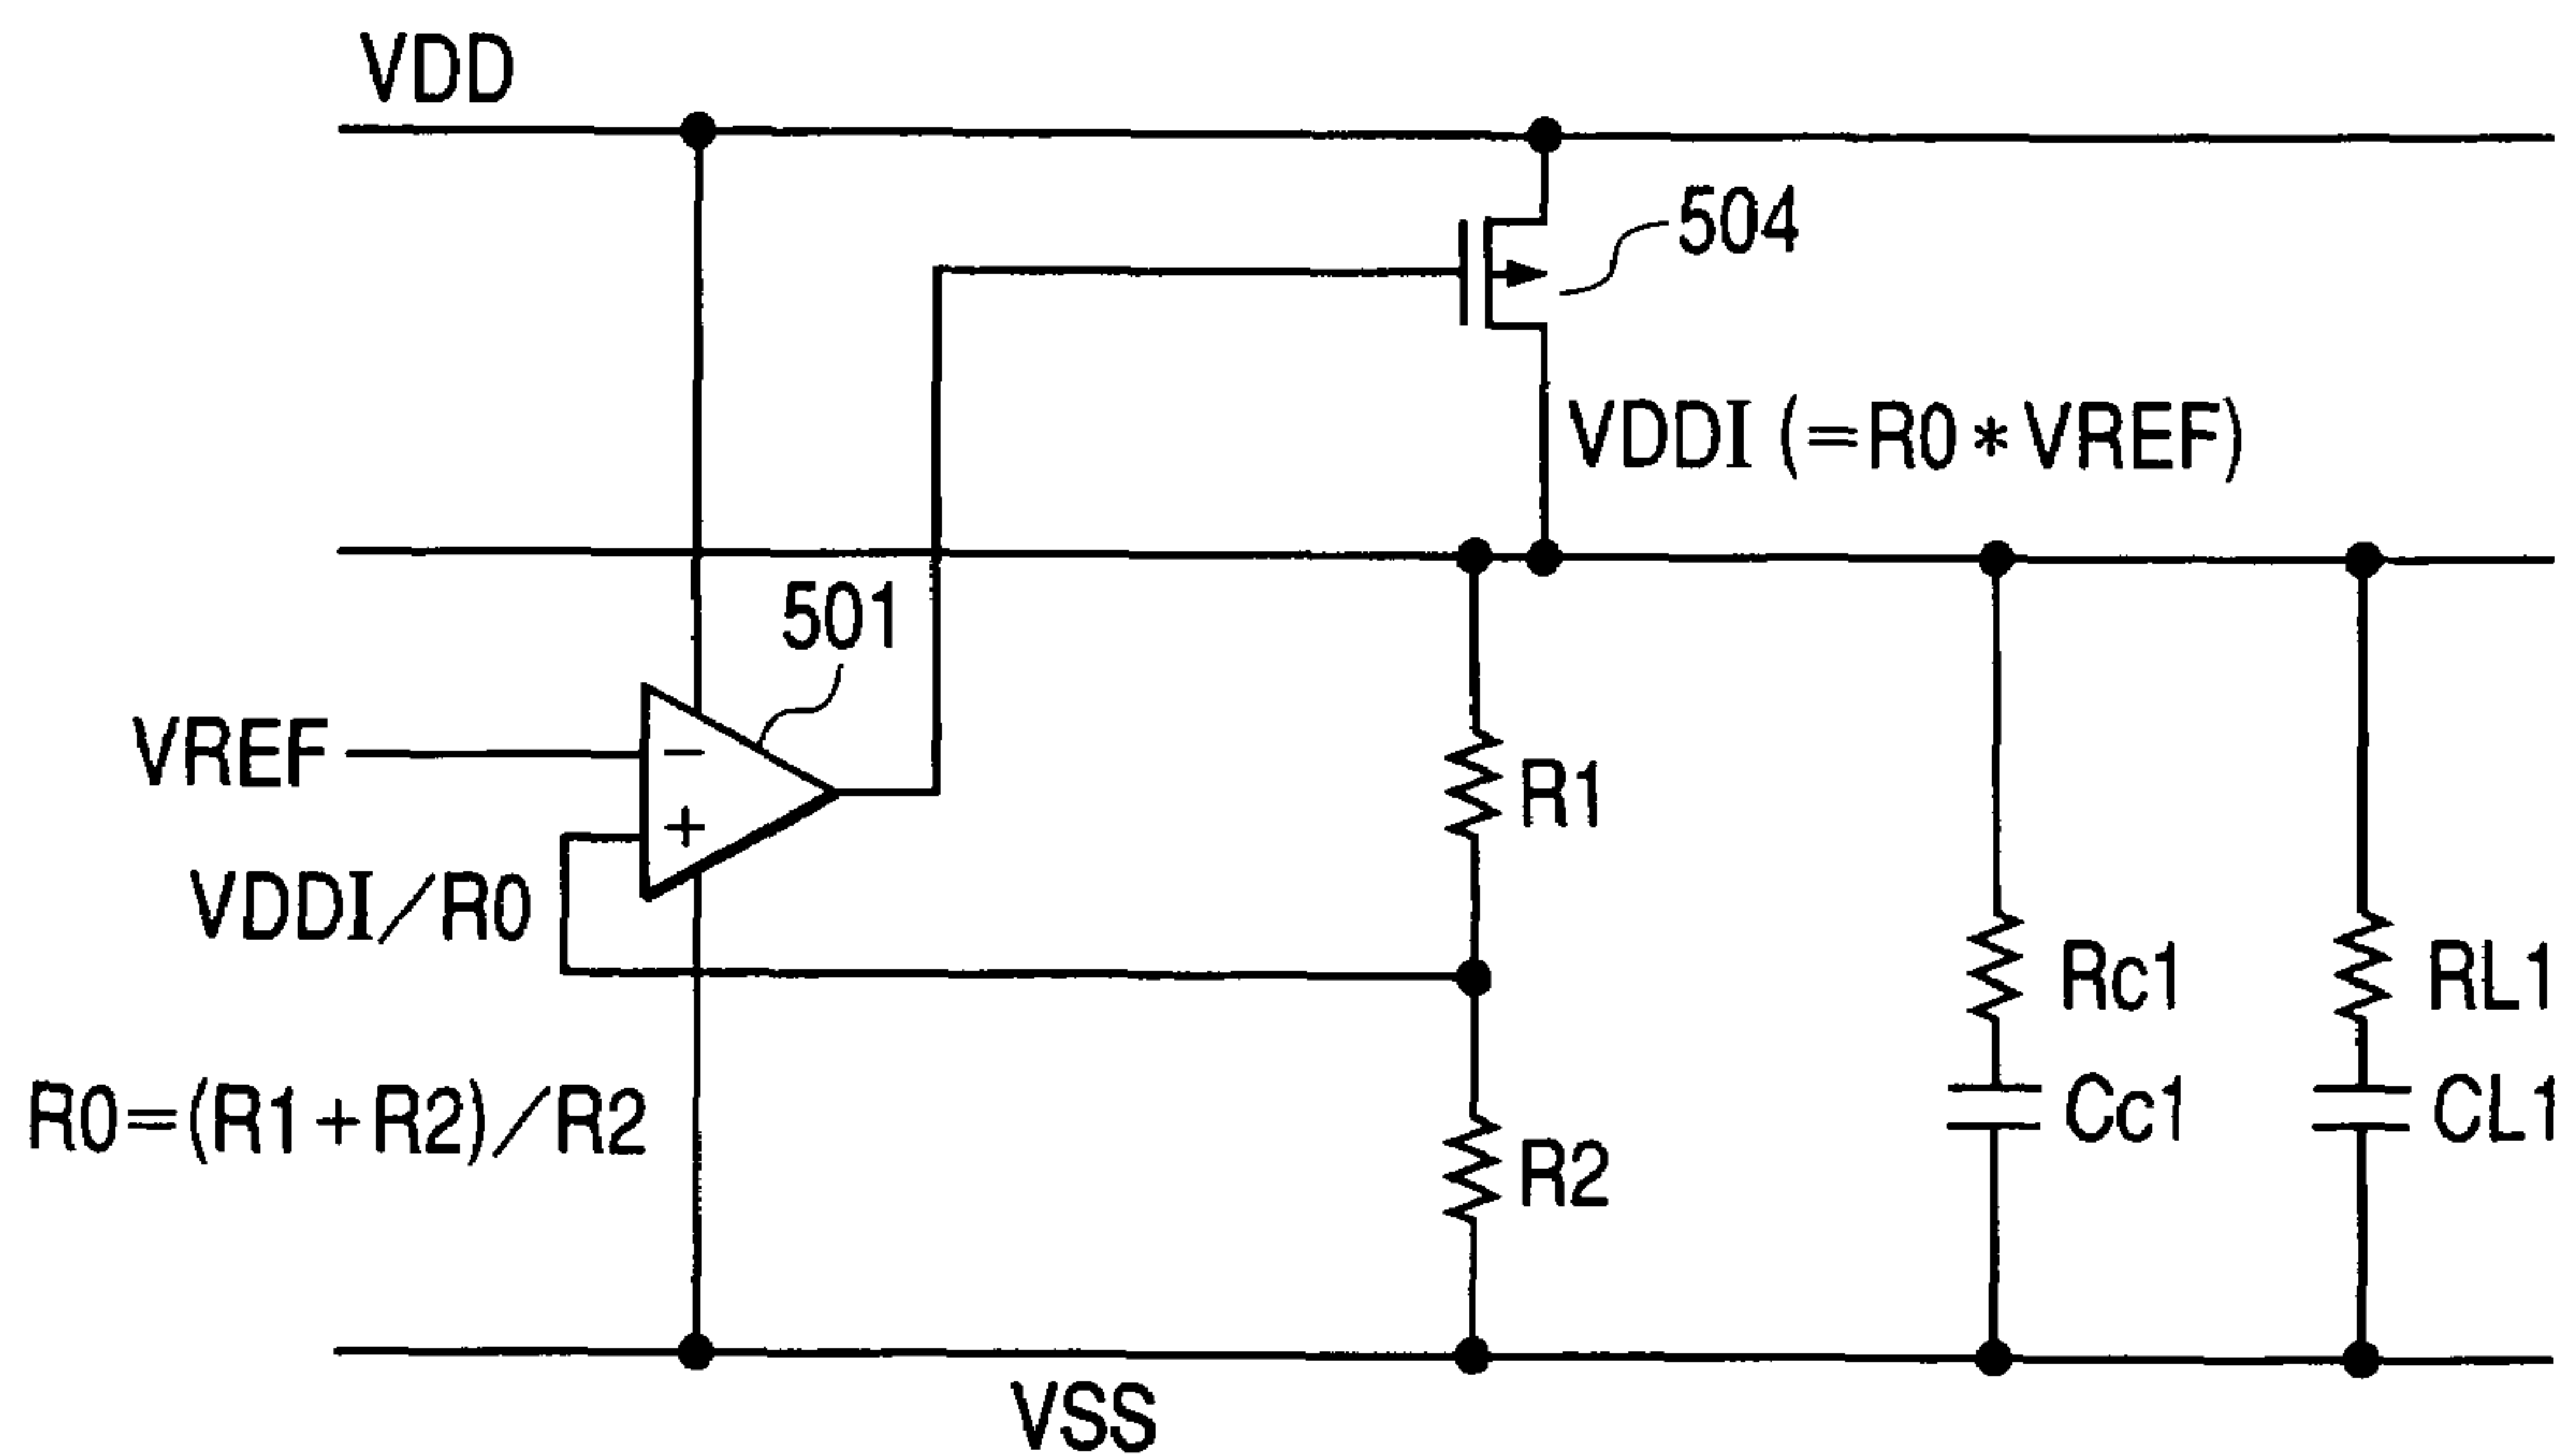 VDD
504
VDDI (=R0*VREF)
501
VREF
−
+
R1
VDDI/R0
Rc1
RL1
R0=(R1+R2)/R2
Cc1
CL1
R2
VSS